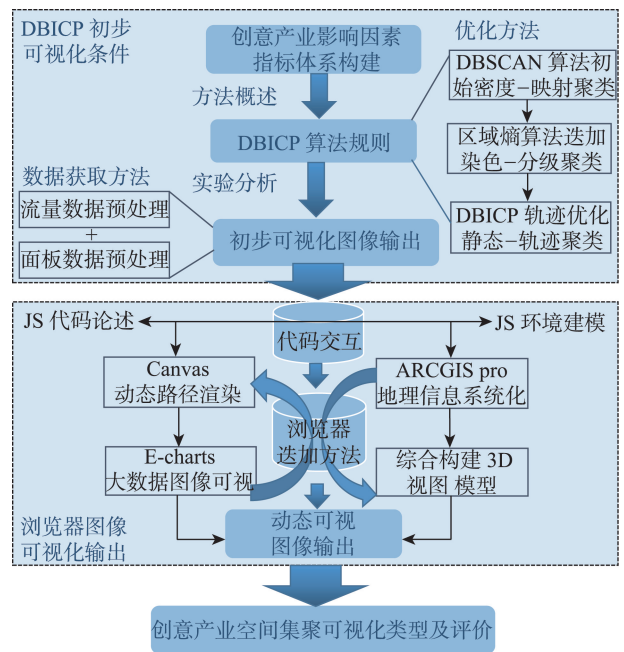 DBICP 初步
可视化条件
创意产业影响因素
指标体系构建
优化方法
方法概述
DBSCAN 算法初
始密度–映射聚类
DBICP 算法规则
区域熵算法迭加
染色–分级聚类
数据获取方法
实验分析
流量数据预处理
+
面板数据预处理
初步可视化图像输出
DBICP 轨迹优化
静态–轨迹聚类
JS 代码论述
代码交互
JS 环境建模
Canvas
动态路径渲染
ARCGIS pro
地理信息系统化
浏览器
迭加方法
E-charts
大数据图像可视
综合构建 3D
视图 模型
浏览器图像
可视化输出
动态可视
图像输出
创意产业空间集聚可视化类型及评价